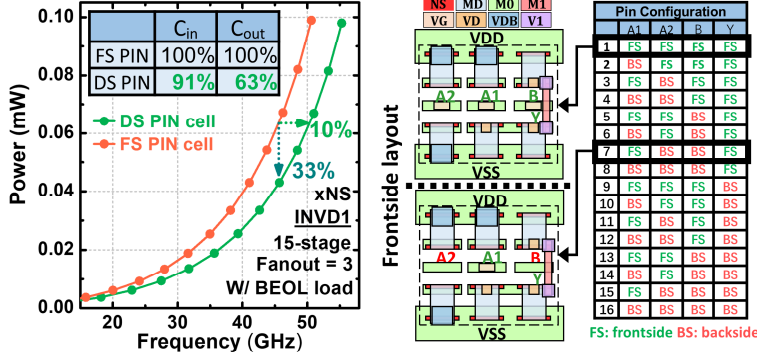 C_in C_out
FS PIN 100% 100%
DS PIN 91% 63%
DS PIN cell
FS PIN cell
10%
33%
xNS
INVD1
15-stage
Fanout = 3
W/ BEOL load
Power (mW)
0.10
0.08
0.06
0.04
0.02
0.00
20 30 40 50 60
Frequency (GHz)
NS MD M0 M1
VG VD VDB V1
Frontside layout
VDD
A2 A1 B
Y
VSS
VDD
A2 A1 B
Y
VSS
Pin Configuration
A1 A2 B Y
1 FS FS FS FS
2 BS FS FS FS
3 FS BS FS FS
4 BS BS FS FS
5 FS FS BS FS
6 BS FS BS FS
7 FS BS BS FS
8 BS BS BS FS
9 FS FS FS BS
10 BS FS FS BS
11 FS BS FS BS
12 BS BS FS BS
13 FS FS BS BS
14 BS FS BS BS
15 FS BS BS BS
16 BS BS BS BS
FS: frontside BS: backside